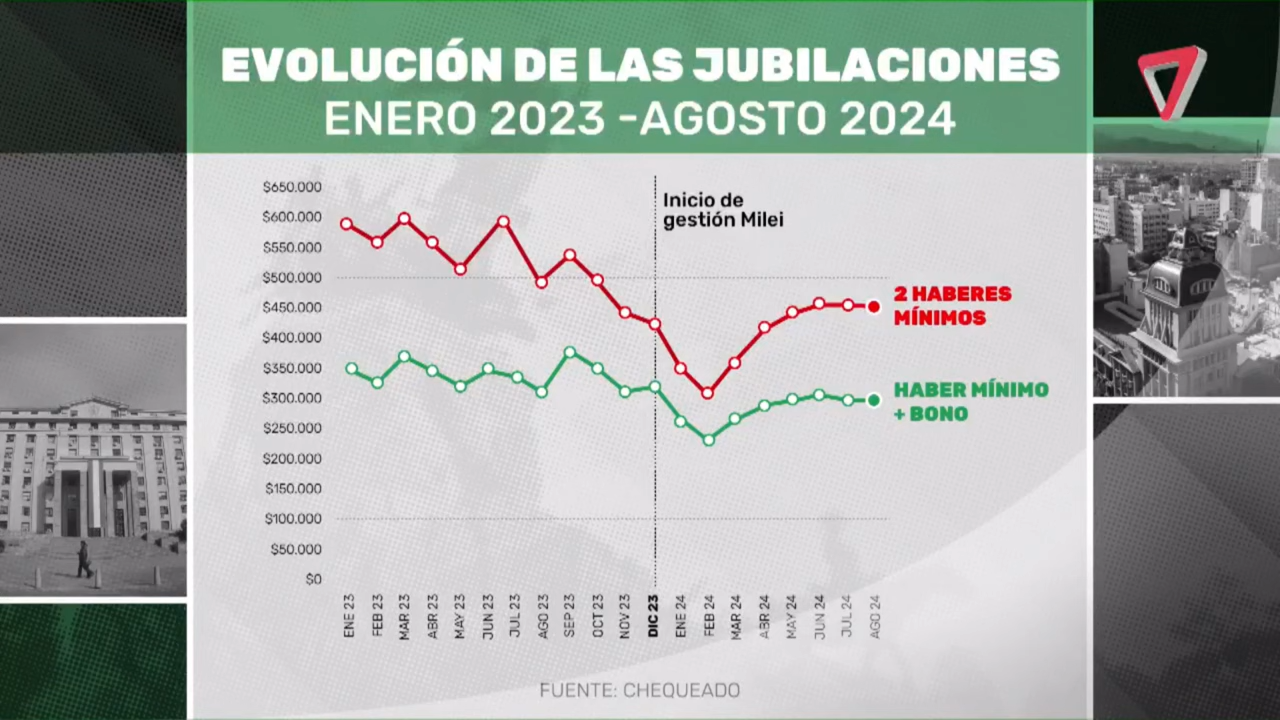 EVOLUCIÓN DE LAS JUBILACIONES
ENERO 2023 -AGOSTO 2024
$650.000
$600.000
$550.000
$500.000
$450.000
$400.000
$350.000
$300.000
$250.000
$200.000
$150.000
$100.000
$50.000
$0
Inicio de
gestión Milei
2 HABERES
MÍNIMOS
HABER MÍNIMO
+ BONO
ENE 23
FEB 23
MAR 23
ABR 23
MAY 23
JUN 23
JUL 23
AGO 23
SEP 23
OCT 23
NOV 23
DIC 23
ENE 24
FEB 24
MAR 24
ABR 24
MAY 24
JUN 24
JUL 24
AGO 24
FUENTE: CHEQUEADO